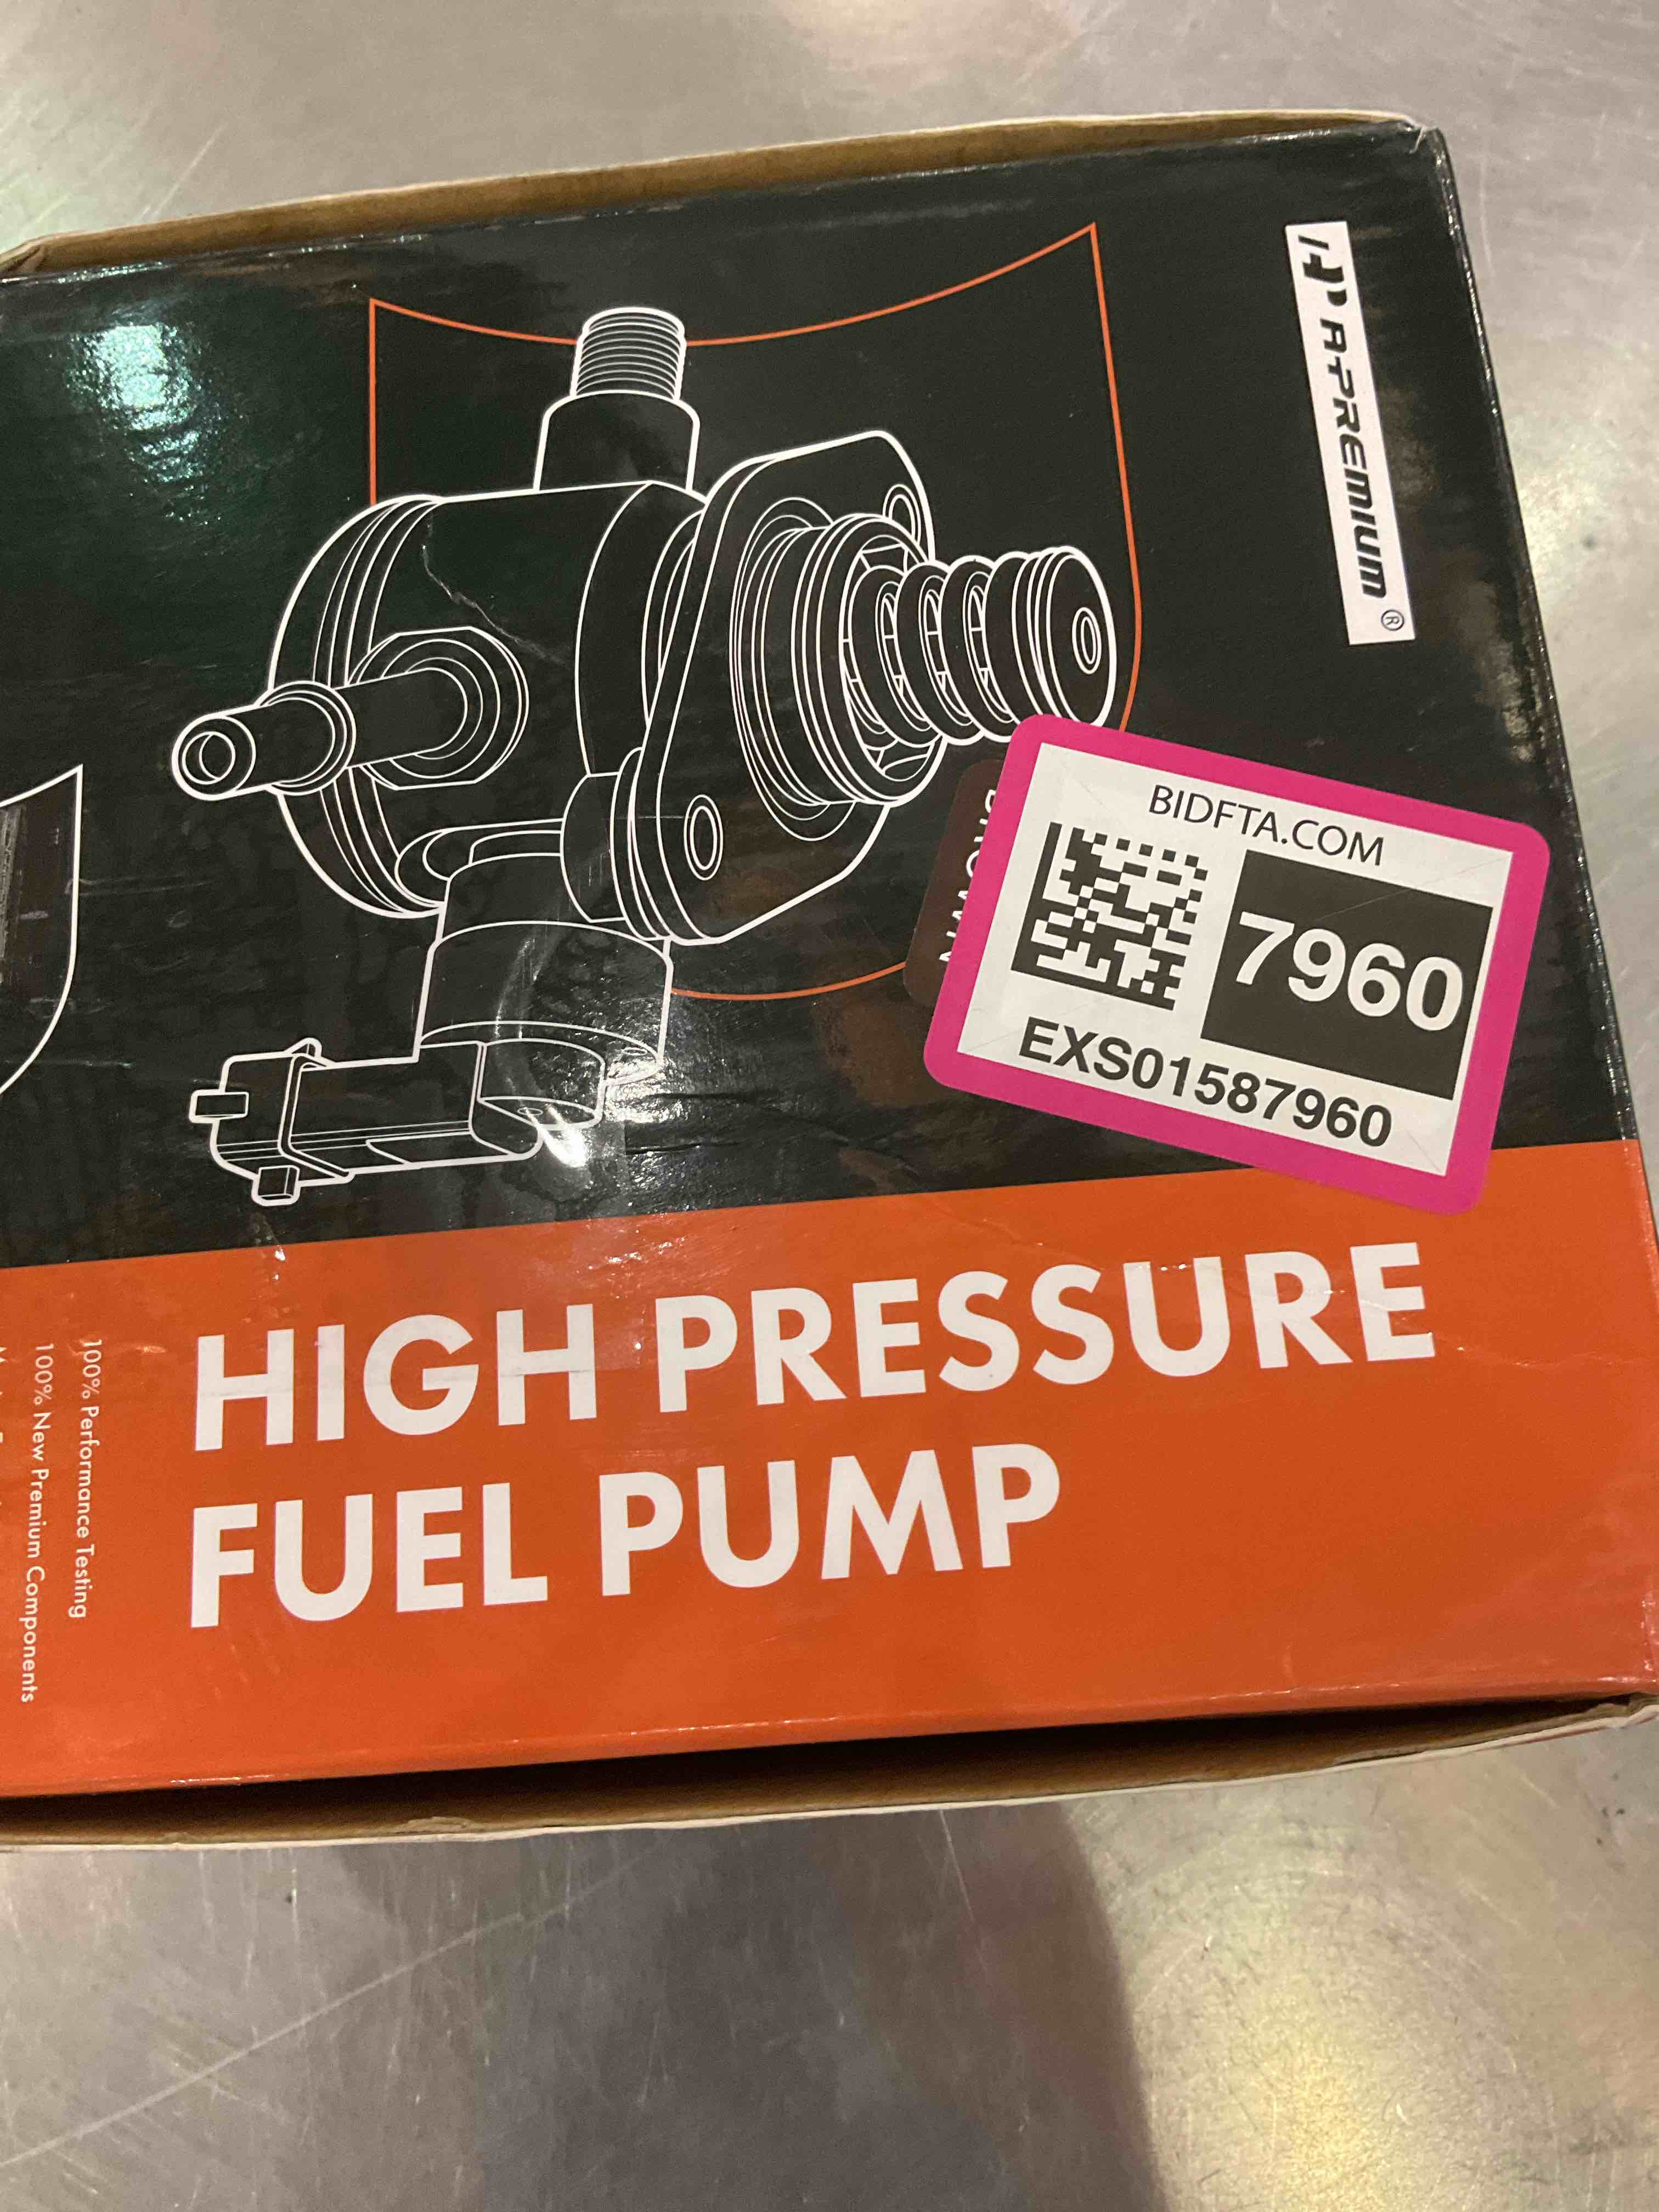 A-PREMIUM®
BIDFTA.COM
7960
EXS01587960
HIGH PRESSURE
FUEL PUMP
100% Performance Testing
100% New Premium Components